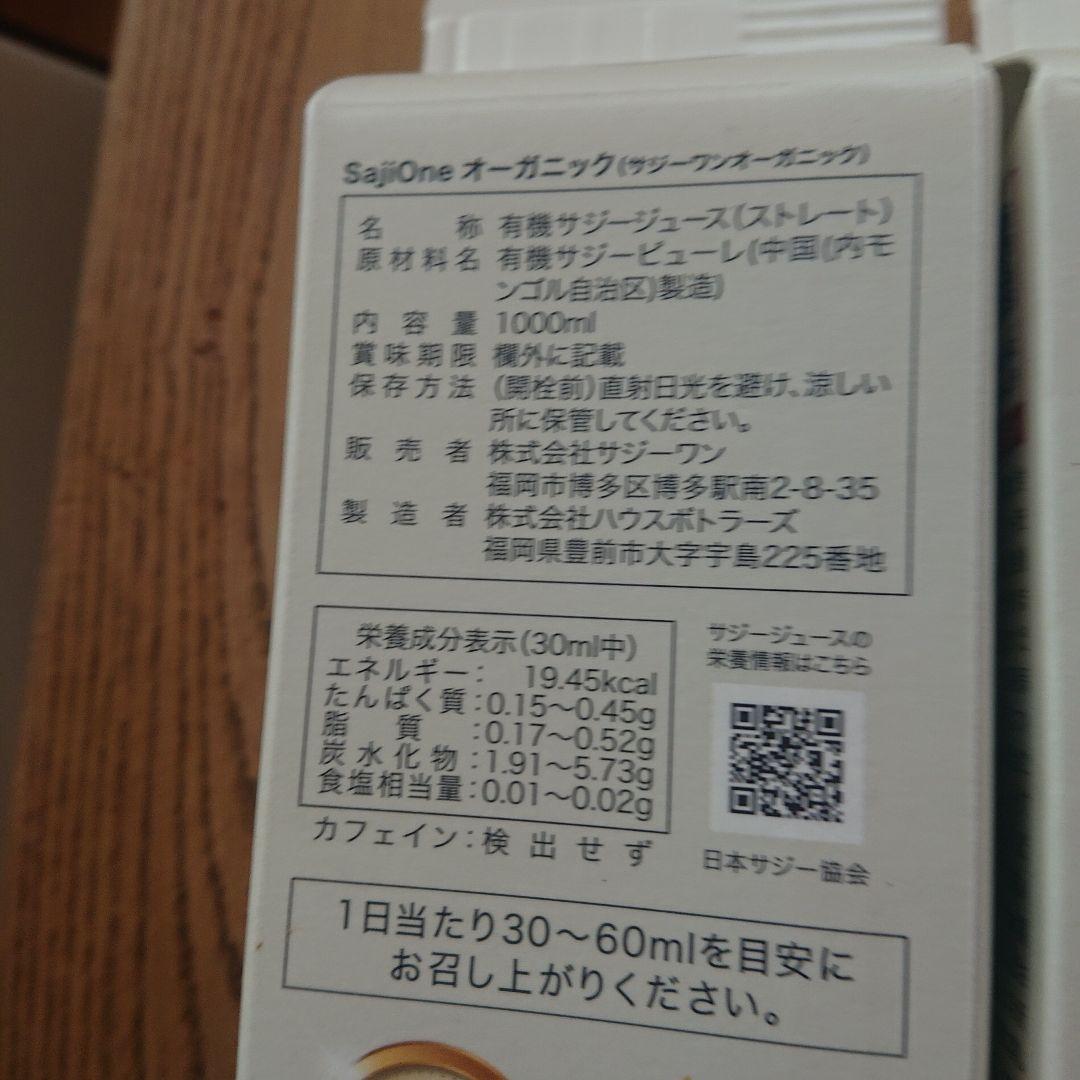 SajiOne オーガニック(サジーワンオーガニック)
名称 有機サジージュース(ストレート)
原材料名 有機サジーピューレ(中国(内モ
ンゴル自治区)製造)
内容量 1000ml
賞味期限 欄外に記載
保存方法 (開栓前)直射日光を避け、涼しい
所に保管してください。
販売者 株式会社サジーワン
福岡市博多区博多駅南2-8-35
製造者 株式会社ハウスボトラーズ
福岡県豊前市大字宇島225番地
栄養成分表示(30ml中)
エネルギー: 19.45kcal
たんぱく質:0.15〜0.45g
脂質:0.17〜0.52g
炭水化物:1.91〜5.73g
食塩相当量:0.01〜0.02g
カフェイン:検出せず
サジージュースの
栄養情報はこちら
日本サジー協会
1日当たり30〜60mlを目安に
お召し上がりください。